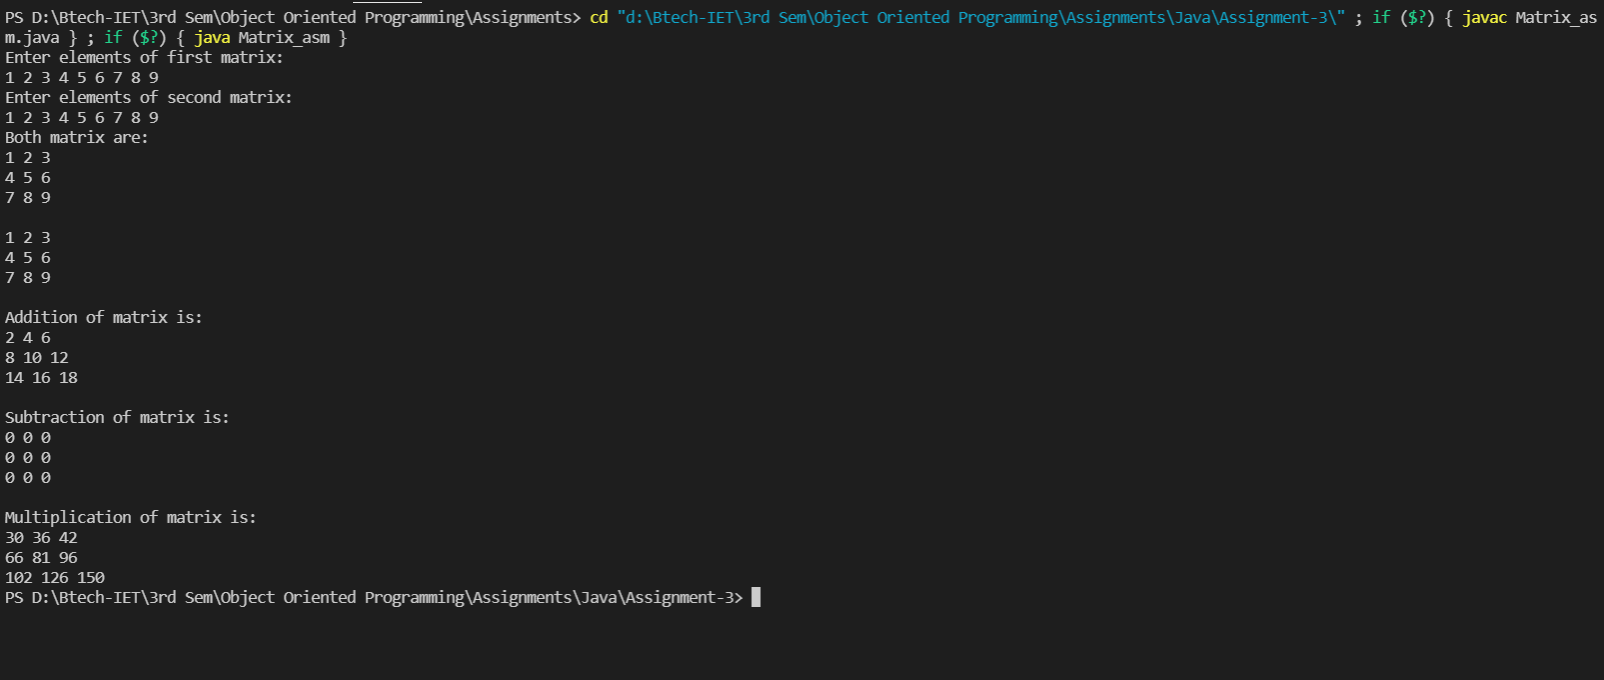 PS D:\Btech-IET\3rd Sem\Object Oriented Programming\Assignments> cd "d:\Btech-IET\3rd Sem\Object Oriented Programming\Assignments\Java\Assignment-3\" ; if ($?) { javac Matrix_as
m.java } ; if ($?) { java Matrix_asm }
Enter elements of first matrix:
1 2 3 4 5 6 7 8 9
Enter elements of second matrix:
1 2 3 4 5 6 7 8 9
Both matrix are:
1 2 3
4 5 6
7 8 9

1 2 3
4 5 6
7 8 9

Addition of matrix is:
2 4 6
8 10 12
14 16 18

Subtraction of matrix is:
0 0 0
0 0 0
0 0 0

Multiplication of matrix is:
30 36 42
66 81 96
102 126 150
PS D:\Btech-IET\3rd Sem\Object Oriented Programming\Assignments\Java\Assignment-3>